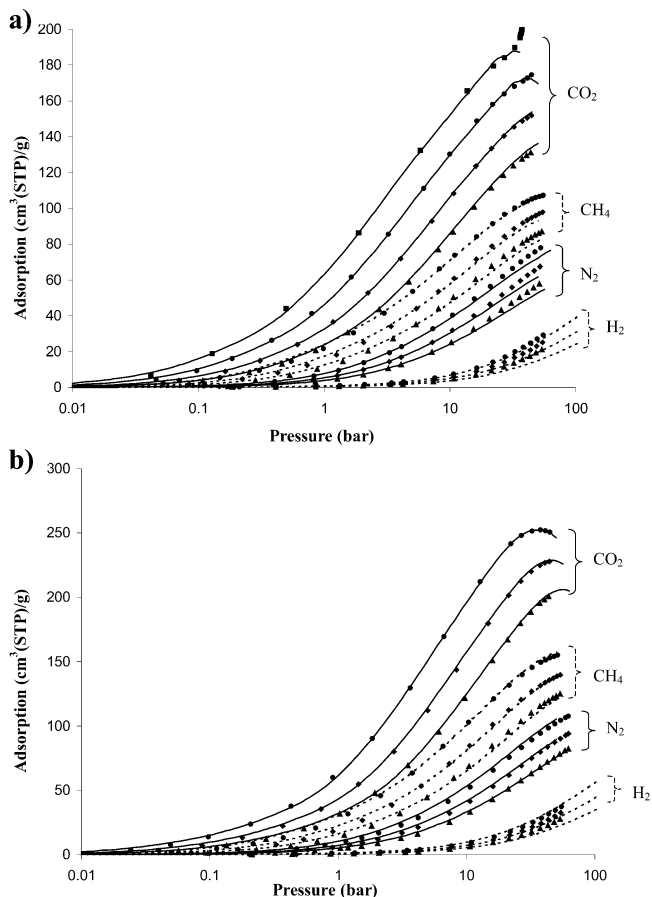 a)
200
180
160
140
120
100
80
60
40
20
0
0.01
0.1
1
10
100
Adsorption (cm³(STP)/g)
Pressure (bar)
CO₂
CH₄
N₂
H₂
b)
300
250
200
150
100
50
0
0.01
0.1
1
10
100
Adsorption (cm³(STP)/g)
Pressure (bar)
CO₂
CH₄
N₂
H₂